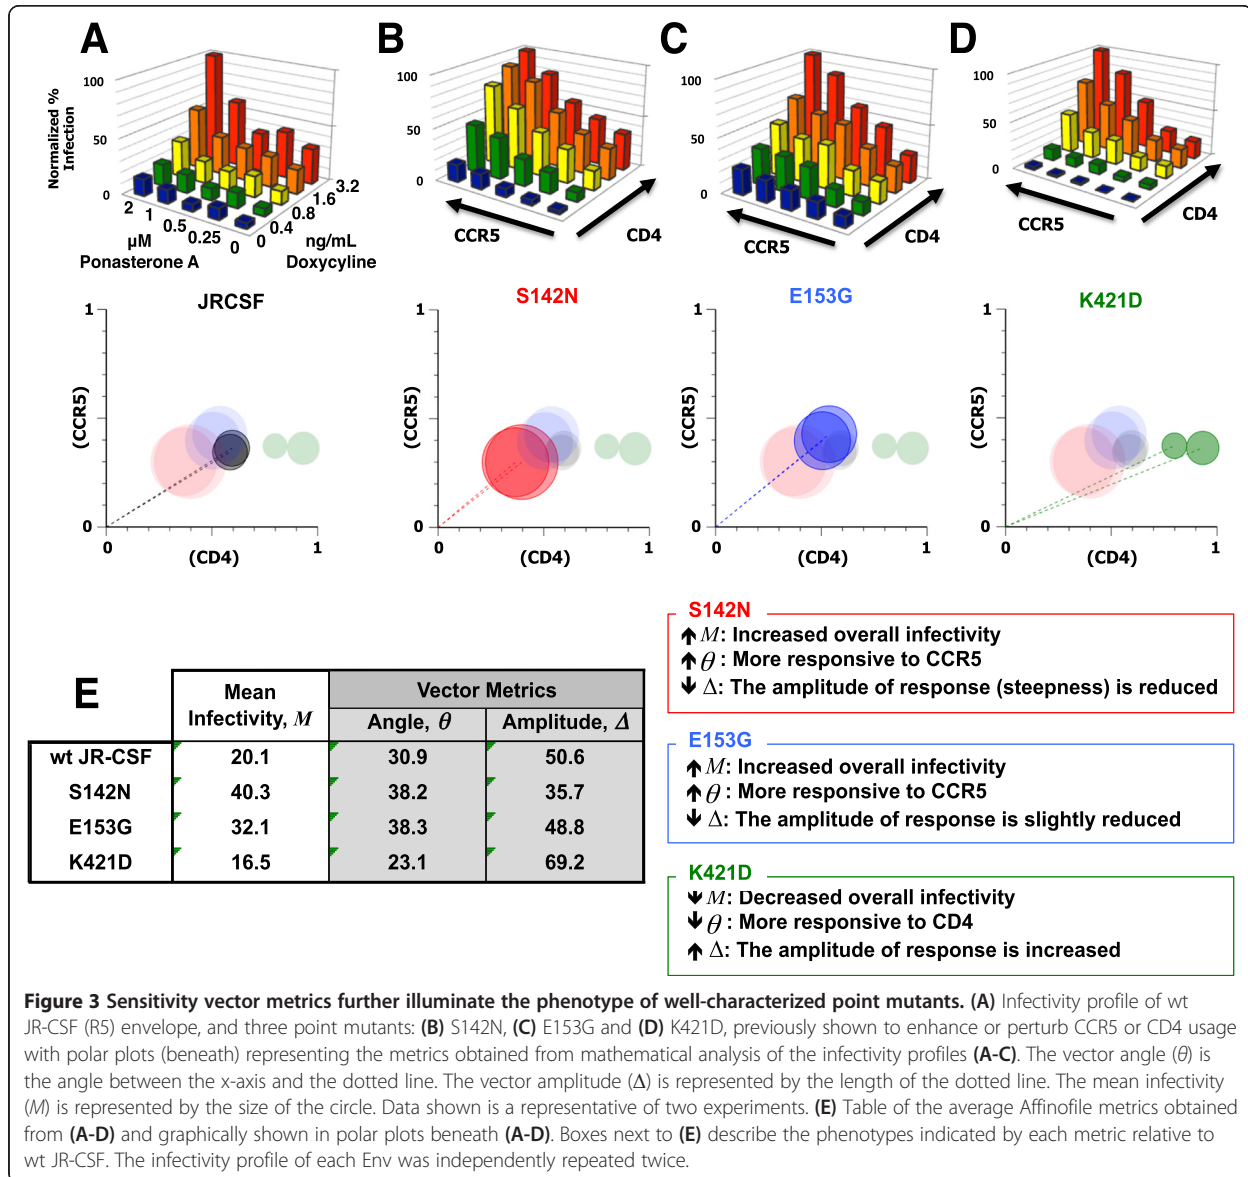 A
B
C
D
Normalized %
Infection
100
50
0
2
1
0.5
0.25
0
0
0.4
0.8
1.6
3.2
µM
Ponasterone A
ng/mL
Doxycyline
100
50
0
CCR5
CD4
100
50
0
CCR5
CD4
100
50
0
CCR5
CD4
JRCSF
1
(CCR5)
0
0
1
(CD4)
S142N
1
(CCR5)
0
0
1
(CD4)
E153G
1
(CCR5)
0
0
1
(CD4)
K421D
1
(CCR5)
0
0
1
(CD4)
E
Mean
Infectivity, M
Vector Metrics
Angle, θ
Amplitude, Δ
wt JR-CSF 20.1 30.9 50.6
S142N 40.3 38.2 35.7
E153G 32.1 38.3 48.8
K421D 16.5 23.1 69.2
S142N
↑ M: Increased overall infectivity
↑ θ : More responsive to CCR5
↓ Δ: The amplitude of response (steepness) is reduced
E153G
↑ M: Increased overall infectivity
↑ θ : More responsive to CCR5
↓ Δ: The amplitude of response is slightly reduced
K421D
↓ M: Decreased overall infectivity
↓ θ : More responsive to CD4
↑ Δ: The amplitude of response is increased
Figure 3 Sensitivity vector metrics further illuminate the phenotype of well-characterized point mutants. (A) Infectivity profile of wt
JR-CSF (R5) envelope, and three point mutants: (B) S142N, (C) E153G and (D) K421D, previously shown to enhance or perturb CCR5 or CD4 usage
with polar plots (beneath) representing the metrics obtained from mathematical analysis of the infectivity profiles (A-C). The vector angle (θ) is
the angle between the x-axis and the dotted line. The vector amplitude (Δ) is represented by the length of the dotted line. The mean infectivity
(M) is represented by the size of the circle. Data shown is a representative of two experiments. (E) Table of the average Affinofile metrics obtained
from (A-D) and graphically shown in polar plots beneath (A-D). Boxes next to (E) describe the phenotypes indicated by each metric relative to
wt JR-CSF. The infectivity profile of each Env was independently repeated twice.